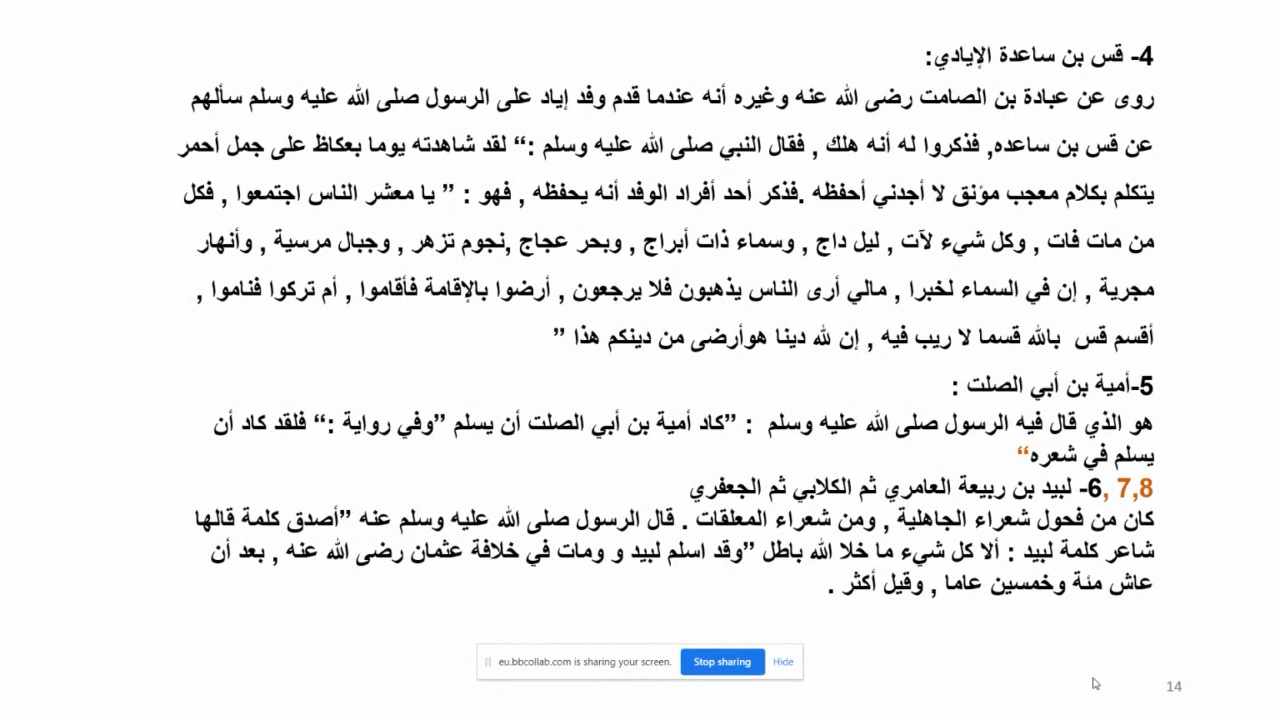 4- قس بن ساعدة الإيادي:
روى عن عبادة بن الصامت رضى الله عنه وغيره أنه عندما قدم وفد إياد على الرسول صلى الله عليه وسلم سألهم
عن قس بن ساعده, فذكروا له أنه هلك , فقال النبي صلى الله عليه وسلم :“ لقد شاهدته يوما بعكاظ على جمل أحمر
يتكلم بكلام معجب مؤنق لا أجدني أحفظه .فذكر أحد أفراد الوفد أنه يحفظه , فهو : ” يا معشر الناس اجتمعوا , فكل
من مات فات , وكل شيء لآت , ليل داج , وسماء ذات أبراج , وبحر عجاج ,نجوم تزهر , وجبال مرسية , وأنهار
مجرية , إن في السماء لخبرا , مالي أرى الناس يذهبون فلا يرجعون , أرضوا بالإقامة فأقاموا , أم تركوا فناموا ,
أقسم قس بالله قسما لا ريب فيه , إن لله دينا هوأرضى من دينكم هذا ”
5-أمية بن أبي الصلت :
هو الذي قال فيه الرسول صلى الله عليه وسلم : ”كاد أمية بن أبي الصلت أن يسلم ”وفي رواية :“ فلقد كاد أن
يسلم في شعره“
6, 7,8- لبيد بن ربيعة العامري ثم الكلابي ثم الجعفري
كان من فحول شعراء الجاهلية , ومن شعراء المعلقات . قال الرسول صلى الله عليه وسلم عنه ”أصدق كلمة قالها
شاعر كلمة لبيد : ألا كل شيء ما خلا الله باطل ”وقد اسلم لبيد و ومات في خلافة عثمان رضى الله عنه , بعد أن
عاش مئة وخمسين عاما , وقيل أكثر .
eu.bbcollab.com is sharing your screen. Stop sharing Hide
14